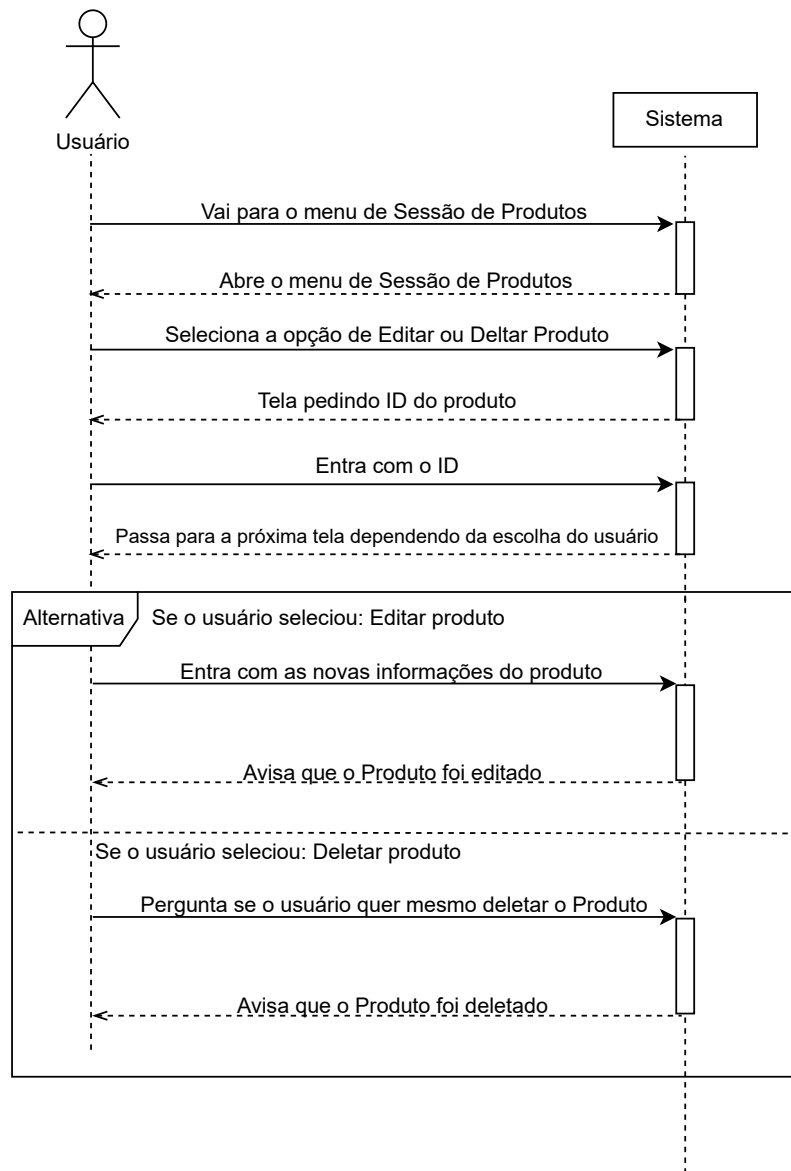 Usuário
Sistema
Vai para o menu de Sessão de Produtos
Abre o menu de Sessão de Produtos
Seleciona a opção de Editar ou Deltar Produto
Tela pedindo ID do produto
Entra com o ID
Passa para a próxima tela dependendo da escolha do usuário
Alternativa
Se o usuário seleciou: Editar produto
Entra com as novas informações do produto
Avisa que o Produto foi editado
Se o usuário seleciou: Deletar produto
Pergunta se o usuário quer mesmo deletar o Produto
Avisa que o Produto foi deletado